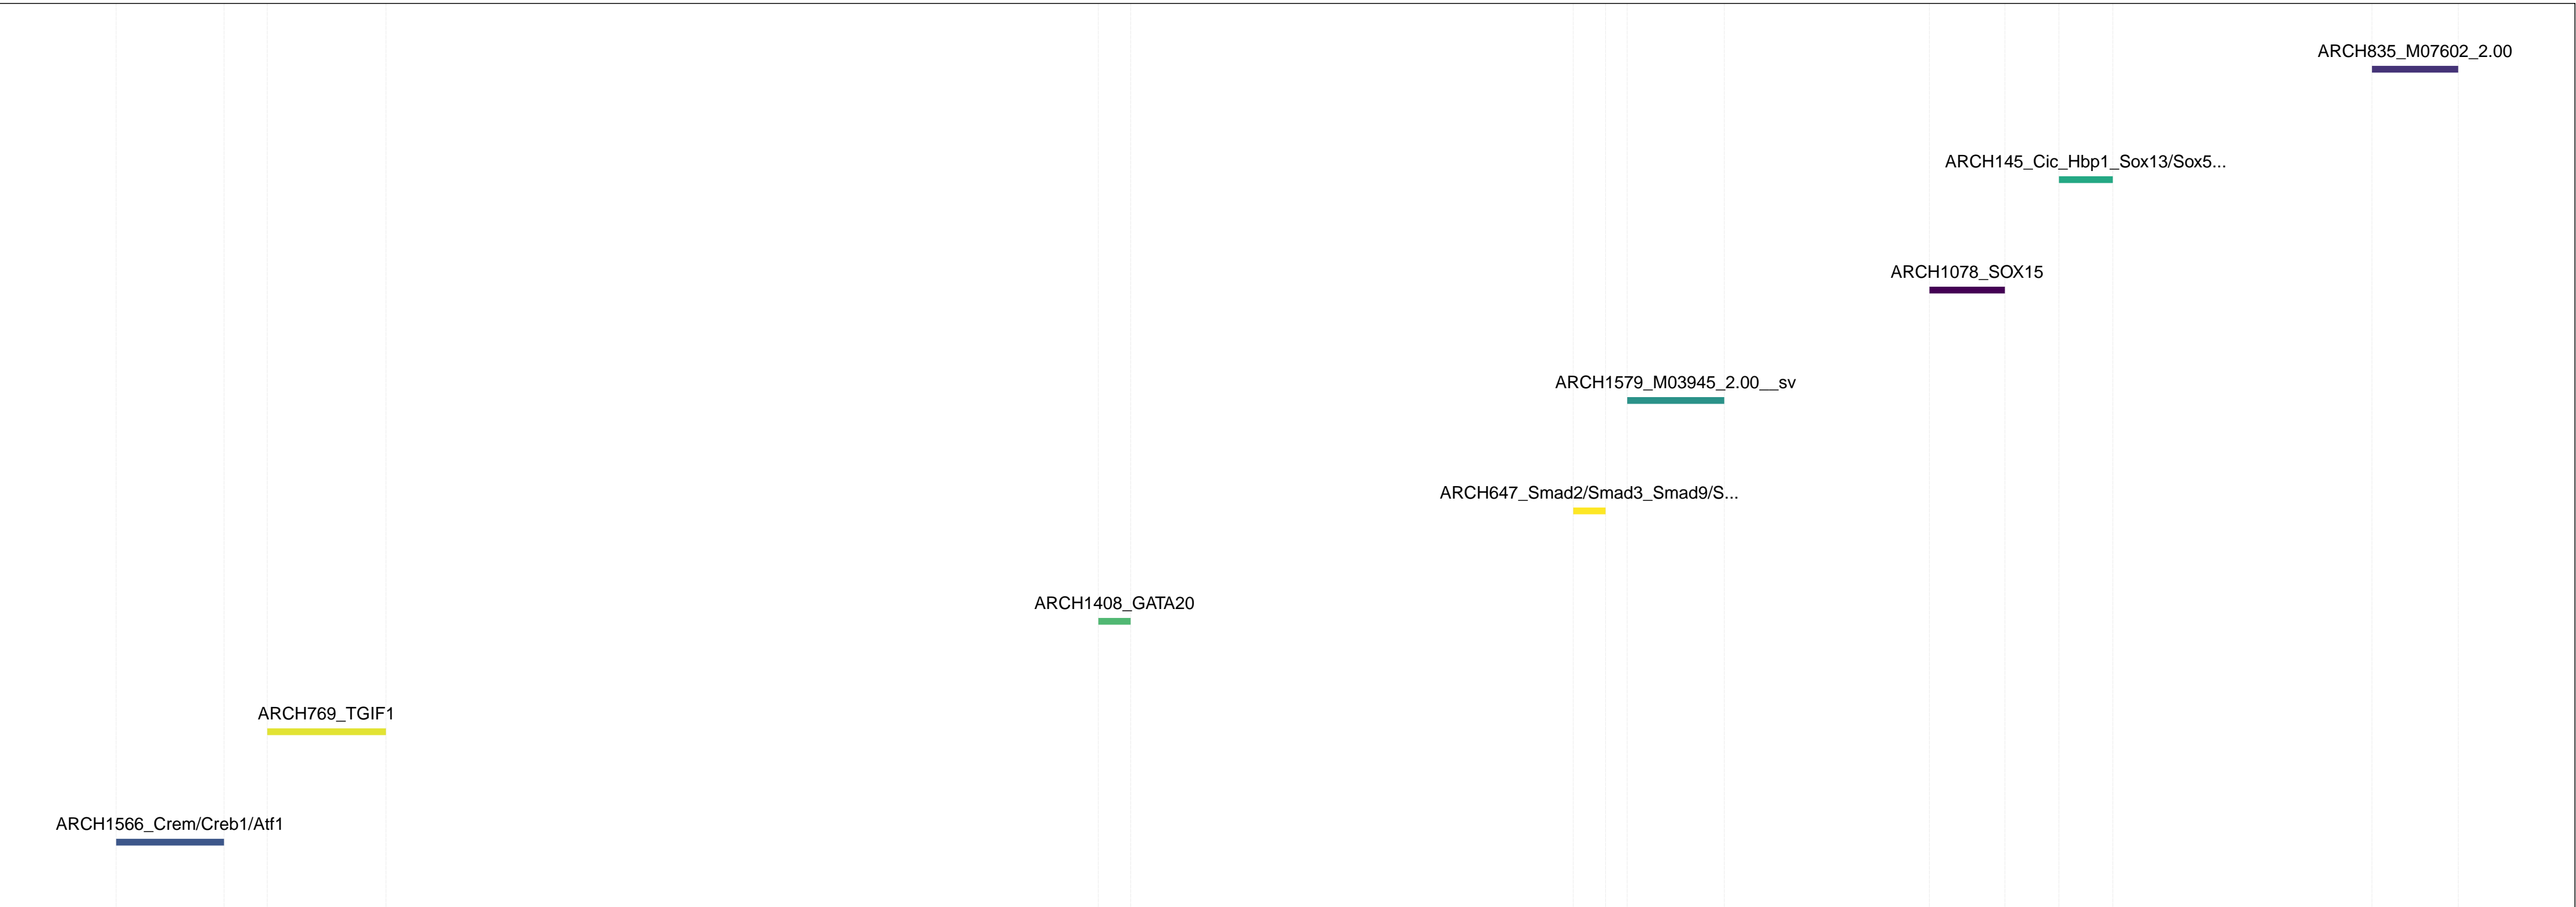 ARCH835_M07602_2.00
ARCH145_Cic_Hbp1_Sox13/Sox5...
ARCH1078_SOX15
ARCH1579_M03945_2.00__sv
ARCH647_Smad2/Smad3_Smad9/S...
ARCH1408_GATA20
ARCH769_TGIF1
ARCH1566_Crem/Creb1/Atf1